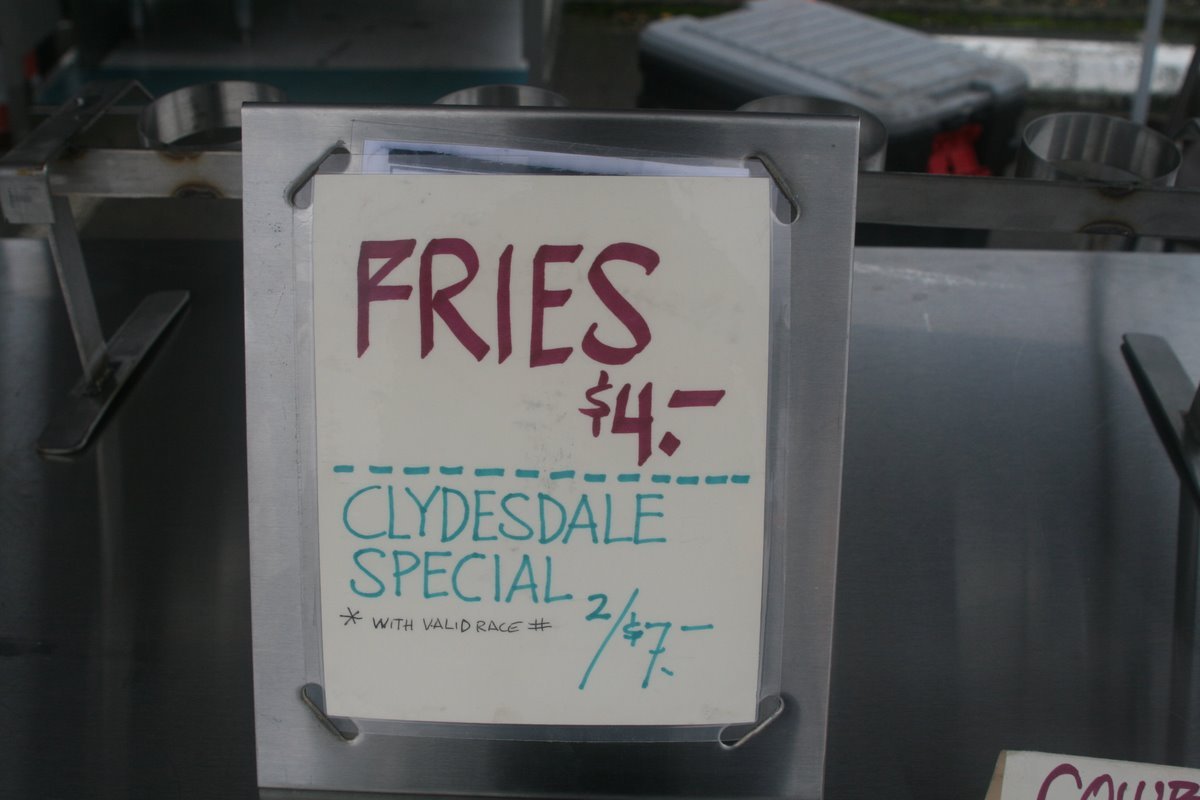 FRIES
$4.-
CLYDESDALE
SPECIAL
* WITH VALID RACE #
2/$7.-